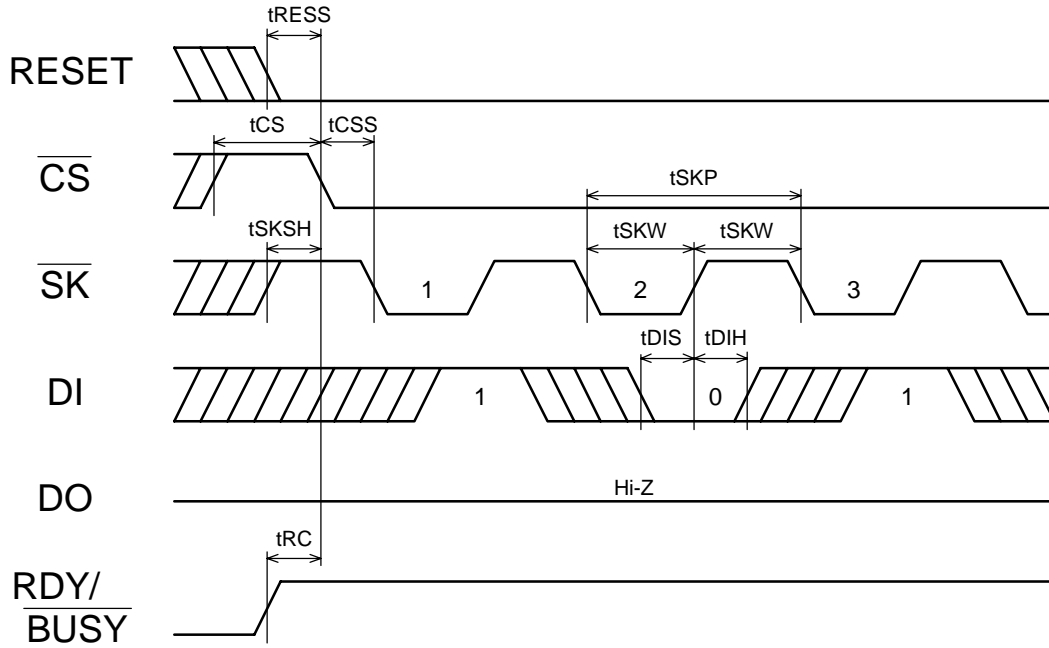 tRESS
RESET
tCS tCSS
CS
tSKP
tSKSH
tSKW tSKW
SK
1 2 3
tDIS tDIH
DI
1 0 1
DO
Hi-Z
tRC
RDY/
BUSY